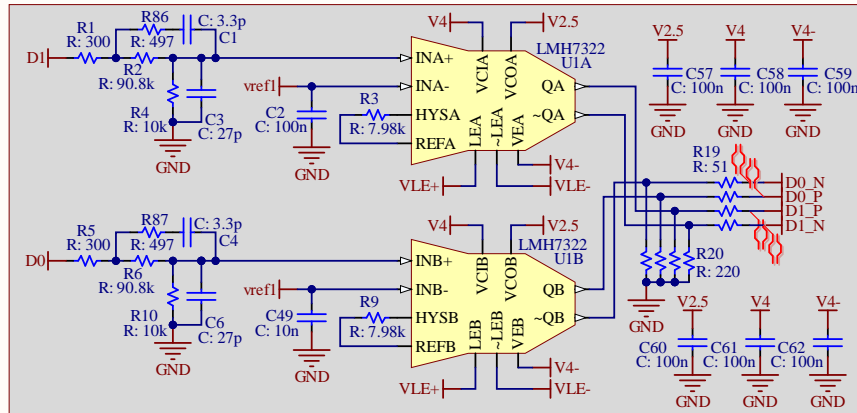 R1
R: 300
R86
R: 497
C: 3.3p
C1
D1
R2
R: 90.8k
R4
R: 10k
C3
C: 27p
GND
vref1
C2
C: 100n
GND
R3
R: 7.98k
V4
V2.5
LMH7322
U1A
INA+
INA-
HYSA
REFA
VCIA
VCOA
QA
~QA
LEA
~LEA
VEA
V4-
VLE+
VLE-
V2.5
V4
V4-
C57
C: 100n
C58
C: 100n
C59
C: 100n
GND
GND
GND
R19
R: 51
D0_N
D0_P
D1_P
D1_N
R20
R: 220
GND
R5
R: 300
R87
R: 497
C: 3.3p
C4
D0
R6
R: 90.8k
R10
R: 10k
C6
C: 27p
GND
vref1
C49
C: 10n
GND
R9
R: 7.98k
V4
V2.5
LMH7322
U1B
INB+
INB-
HYSB
REFB
VCIB
VCOB
QB
~QB
LEB
~LEB
VEB
V4-
VLE+
VLE-
V2.5
V4
V4-
C60
C: 100n
C61
C: 100n
C62
C: 100n
GND
GND
GND